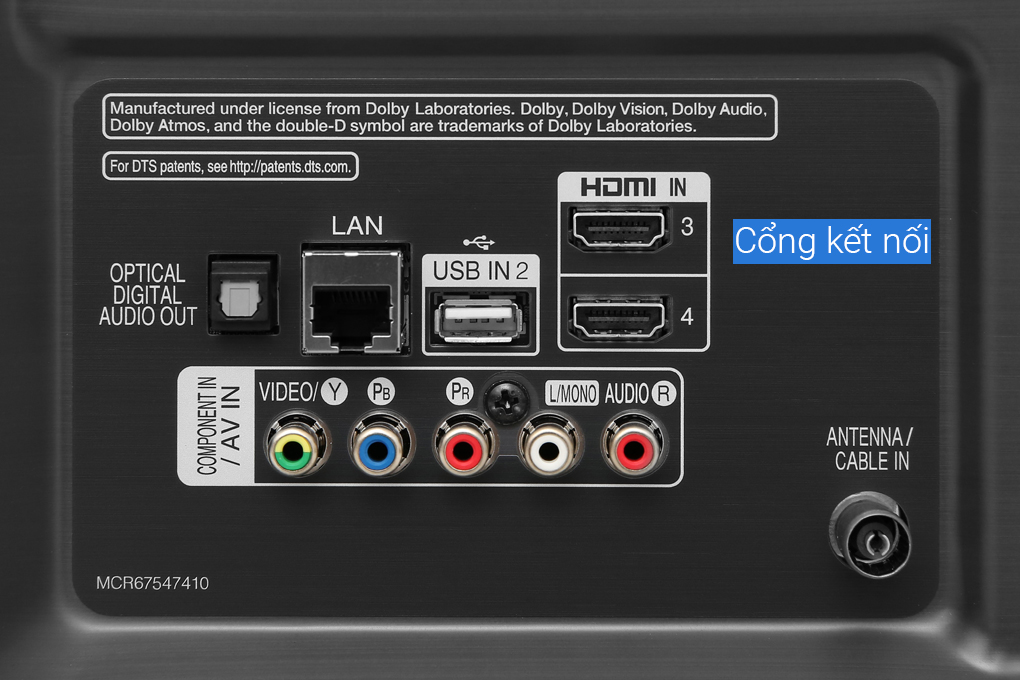 Manufactured under license from Dolby Laboratories. Dolby, Dolby Vision, Dolby Audio,
Dolby Atmos, and the double-D symbol are trademarks of Dolby Laboratories.
For DTS patents, see http://patents.dts.com.
HDMI IN
3
4
Cổng kết nối
LAN
OPTICAL
DIGITAL
AUDIO OUT
USB IN 2
COMPONENT IN
/ AV IN
VIDEO/ Y PB PR L/MONO AUDIO R
ANTENNA /
CABLE IN
MCR67547410